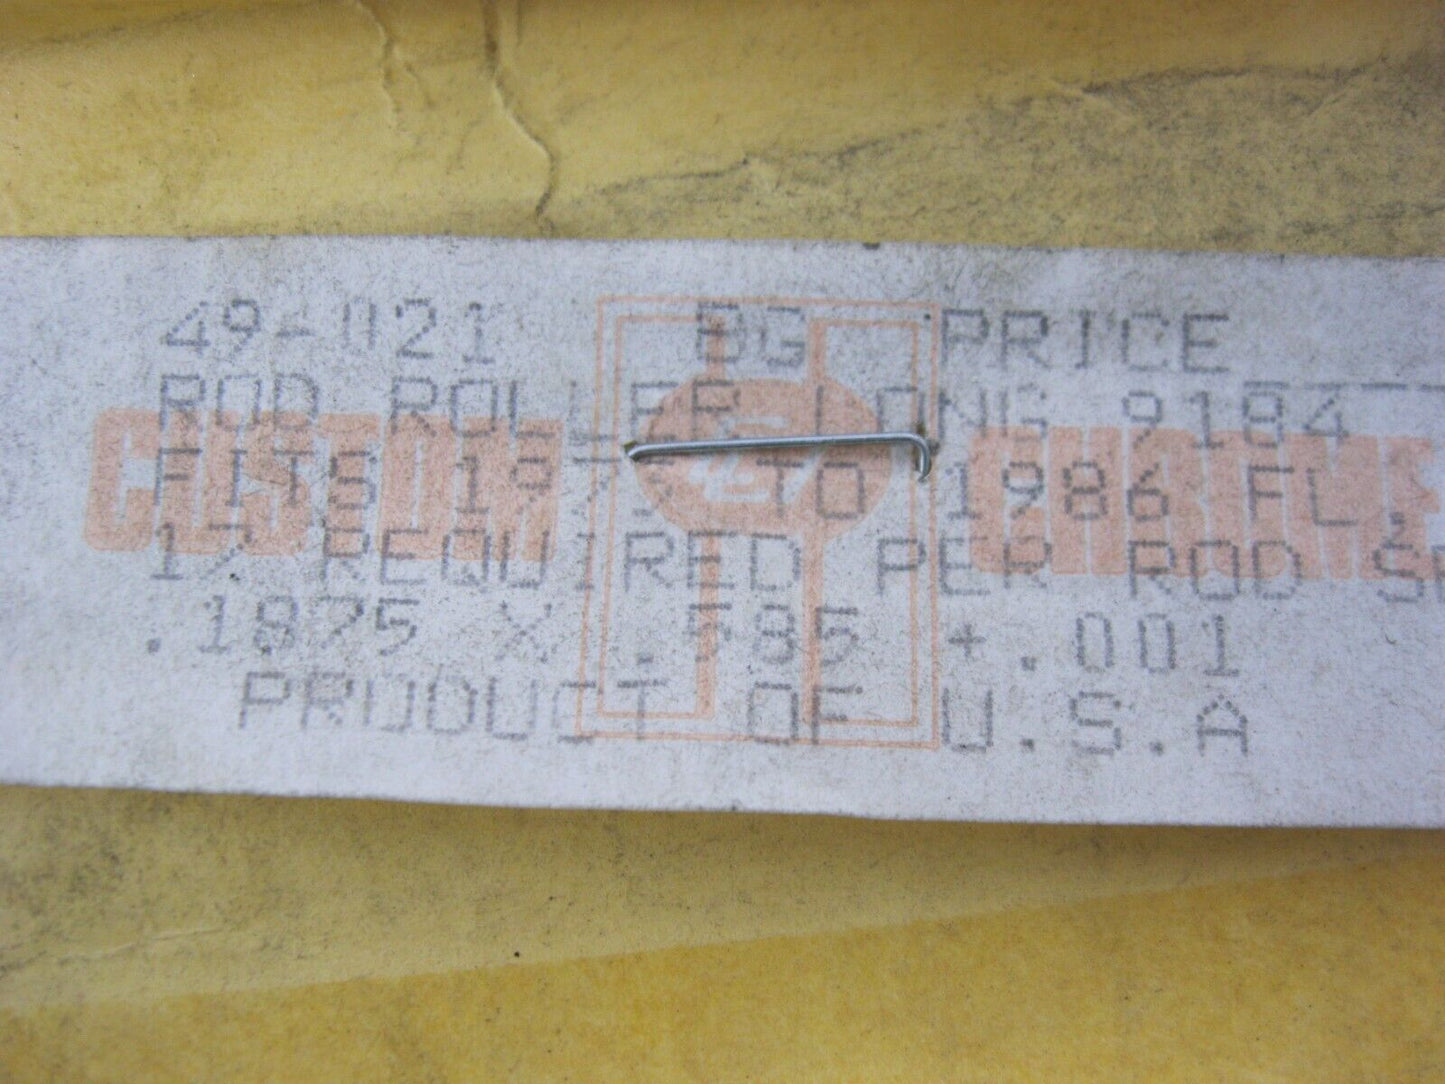 49-021 BG PRICE
ROD ROLLER LONG 9184
CUSTOM CHROME
FITS TO 1986 FL,
17 REQUIRED PER ROD
.1875 X .585 +.001
PRODUCT OF U.S.A